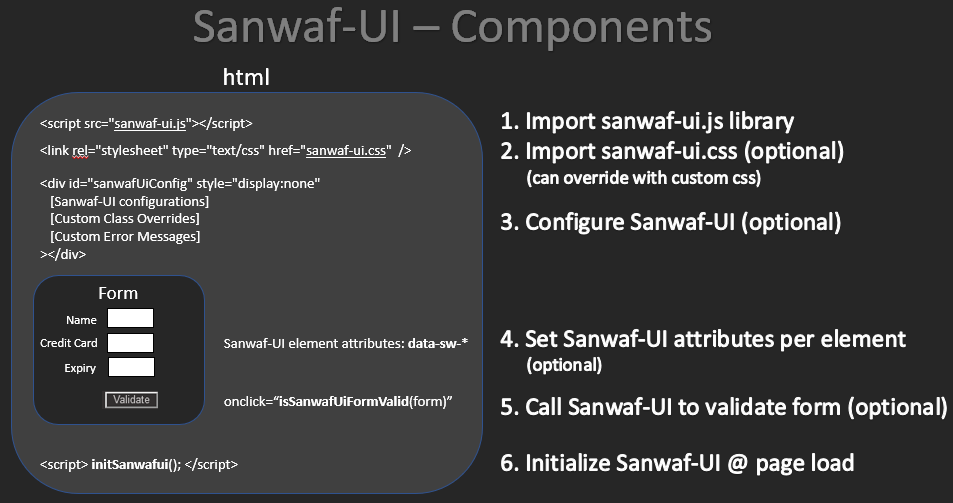 Sanwaf-UI – Components
html
<script src="sanwaf-ui.js"></script>
<link rel="stylesheet" type="text/css" href="sanwaf-ui.css" />
<div id="sanwafUiConfig" style="display:none"
[Sanwaf-UI configurations]
[Custom Class Overrides]
[Custom Error Messages]
></div>
Form
Name
Credit Card
Expiry
Validate
Sanwaf-UI element attributes: data-sw-*
onclick=“isSanwafUiFormValid(form)”
<script> initSanwafui(); </script>
1. Import sanwaf-ui.js library
2. Import sanwaf-ui.css (optional)
(can override with custom css)
3. Configure Sanwaf-UI (optional)
4. Set Sanwaf-UI attributes per element
(optional)
5. Call Sanwaf-UI to validate form (optional)
6. Initialize Sanwaf-UI @ page load